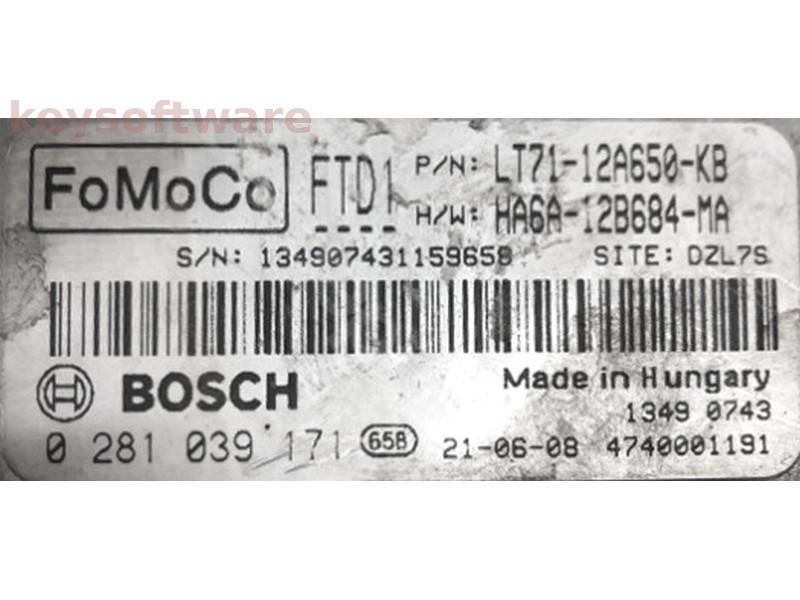 keysoftware
FoMoCo FTD1 P/N: LT71-12A650-KB
H/W: HA6A-12B684-MA
S/N: 134907431159658 SITE: DZL7S
BOSCH Made in Hungary
1349 0743
0 281 039 171 658 21-06-08 4740001191